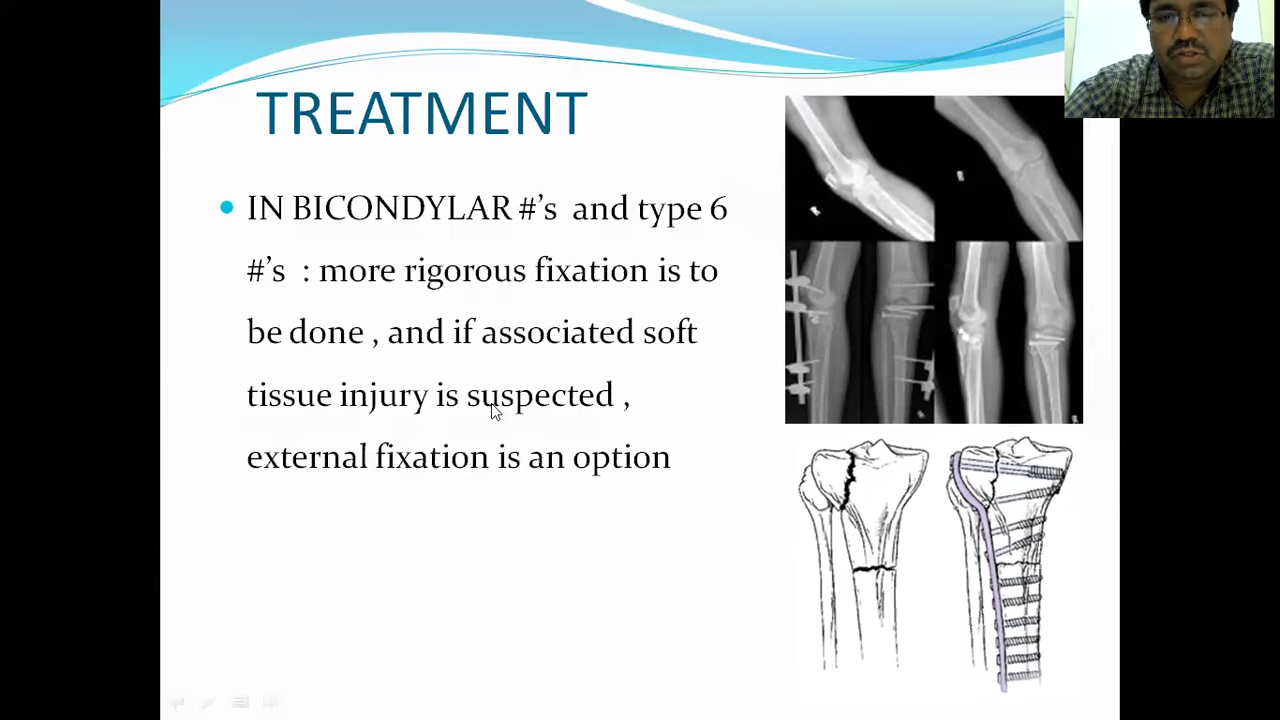 TREATMENT
IN BICONDYLAR #’s and type 6
#’s : more rigorous fixation is to
be done , and if associated soft
tissue injury is suspected ,
external fixation is an option